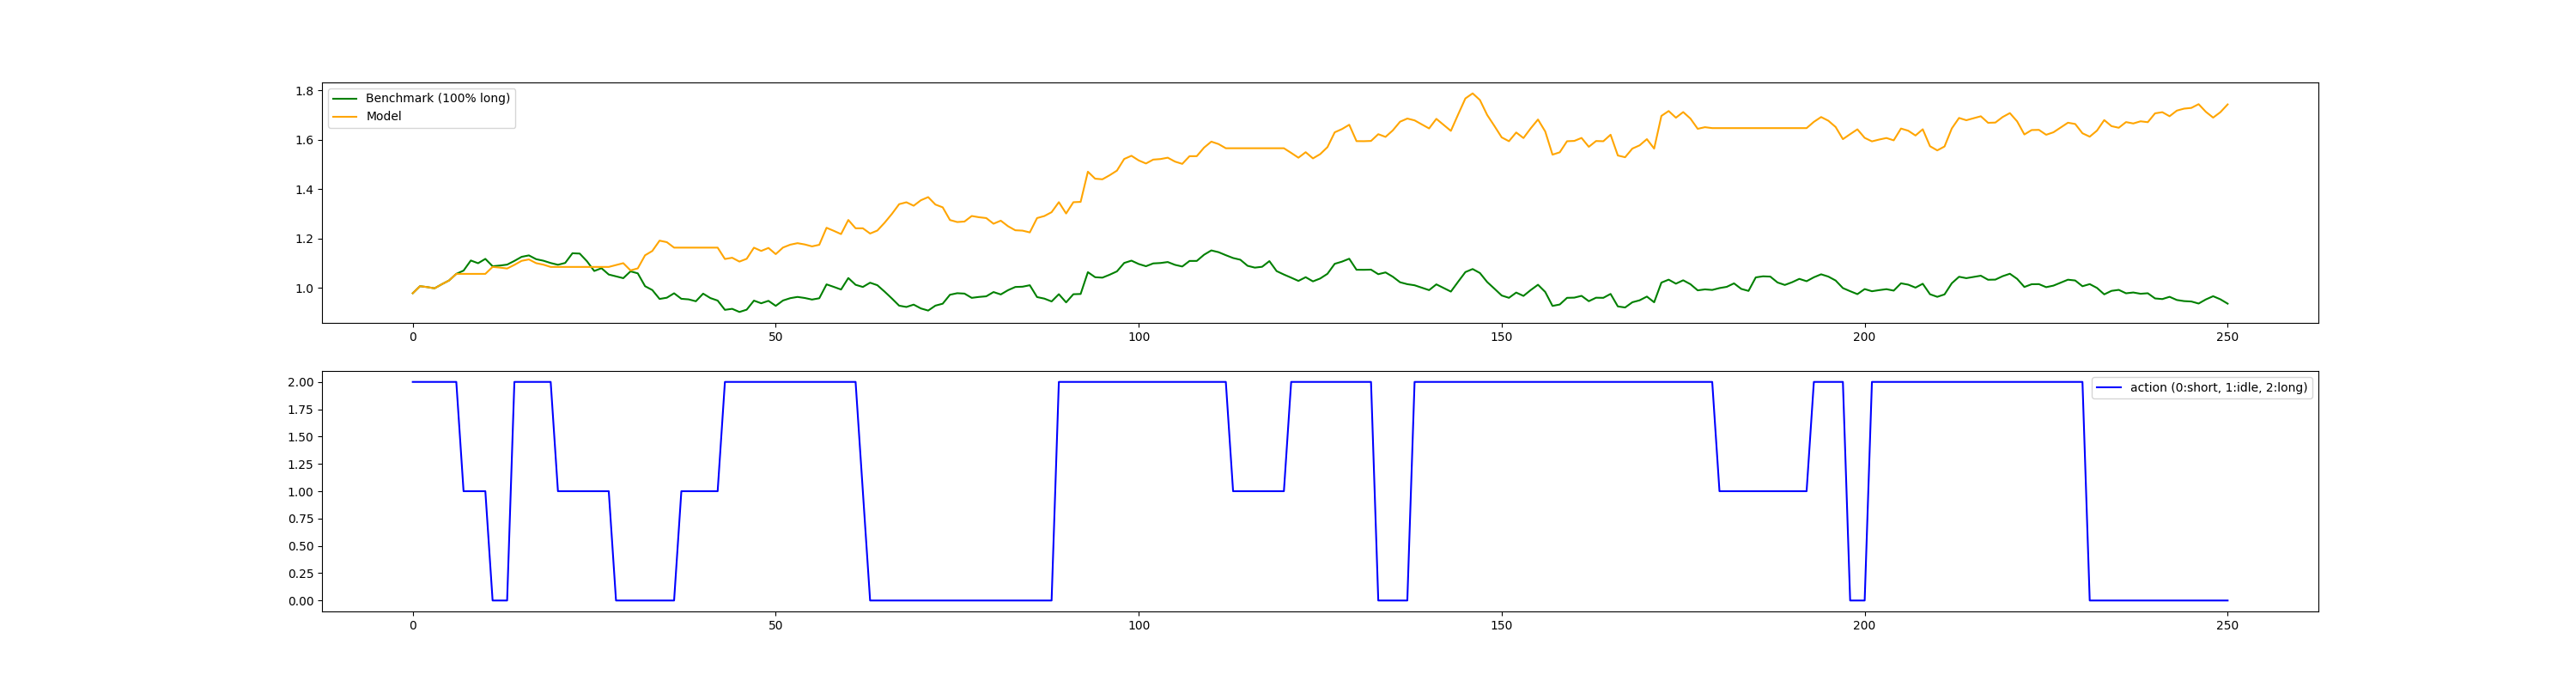 1.8
1.6
1.4
1.2
1.0
Benchmark (100% long)
Model
0 50 100 150 200 250
2.00
1.75
1.50
1.25
1.00
0.75
0.50
0.25
0.00
action (0:short, 1:idle, 2:long)
0 50 100 150 200 250